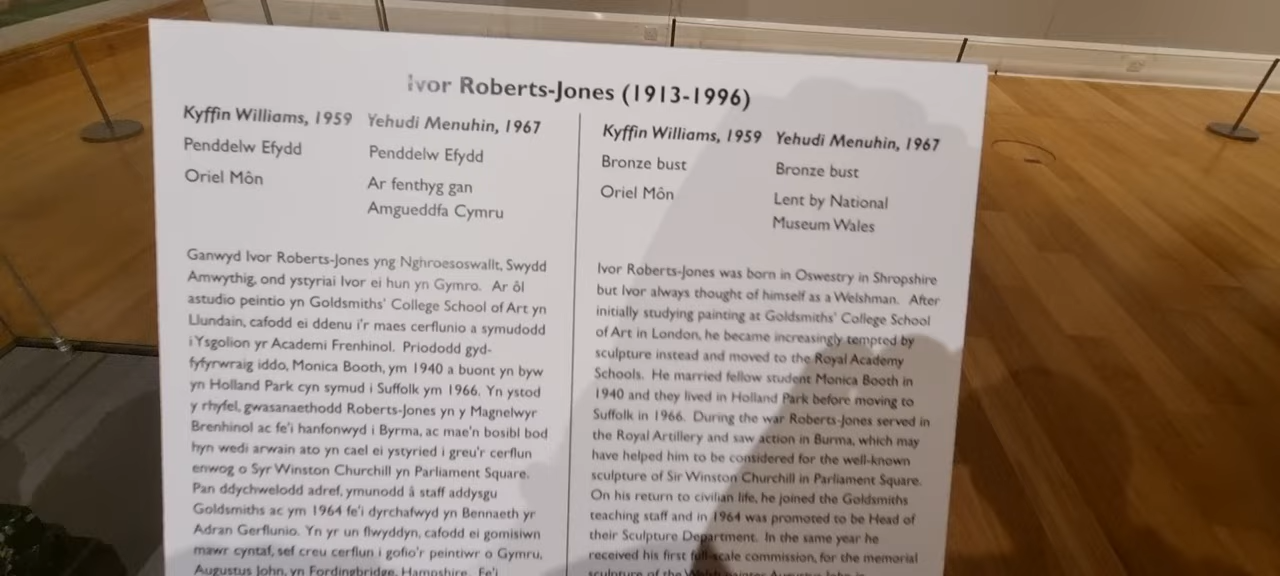 Ivor Roberts-Jones (1913-1996)
Kyffin Williams, 1959
Penddelw Efydd
Oriel Môn
Yehudi Menuhin, 1967
Penddelw Efydd
Ar fenthyg gan
Amgueddfa Cymru
Ganwyd Ivor Roberts-Jones yng Nghroesoswallt, Swydd
Amwythig, ond ystyriai Ivor ei hun yn Gymro. Ar ôl
astudio peintio yn Goldsmiths' College School of Art yn
Llundain, cafodd ei ddenu i'r maes cerflunio a symudodd
i Ysgolion yr Academi Frenhinol. Priododd gyd-
fyfyrwraig iddo, Monica Booth, ym 1940 a buont yn byw
yn Holland Park cyn symud i Suffolk ym 1966. Yn ystod
y rhyfel, gwasanaethodd Roberts-Jones yn y Magnelwyr
Brenhinol ac fe'i hanfonwyd i Byrma, ac mae'n bosibl bod
hyn wedi arwain ato yn cael ei ystyried i greu'r cerflun
enwog o Syr Winston Churchill yn Parliament Square.
Pan ddychwelodd adref, ymunodd â staff addysgu
Goldsmiths ac ym 1964 fe'i dyrchafwyd yn Bennaeth yr
Adran Gerflunio. Yn yr un flwyddyn, cafodd ei gomisiwn
mawr cyntaf, sef creu cerflun i gofio'r peintiwr o Gymru,
Augustus John, yn Fordingbridge, Hampshire. Fe'i
Kyffin Williams, 1959
Bronze bust
Oriel Môn
Yehudi Menuhin, 1967
Bronze bust
Lent by National
Museum Wales
Ivor Roberts-Jones was born in Oswestry in Shropshire
but Ivor always thought of himself as a Welshman. After
initially studying painting at Goldsmiths' College School
of Art in London, he became increasingly tempted by
sculpture instead and moved to the Royal Academy
Schools. He married fellow student Monica Booth in
1940 and they lived in Holland Park before moving to
Suffolk in 1966. During the war Roberts-Jones served in
the Royal Artillery and saw action in Burma, which may
have helped him to be considered for the well-known
sculpture of Sir Winston Churchill in Parliament Square.
On his return to civilian life, he joined the Goldsmiths
teaching staff and in 1964 was promoted to be Head of
their Sculpture Department. In the same year he
received his first full-scale commission, for the memorial
sculpture of the Welsh painter Augustus John in